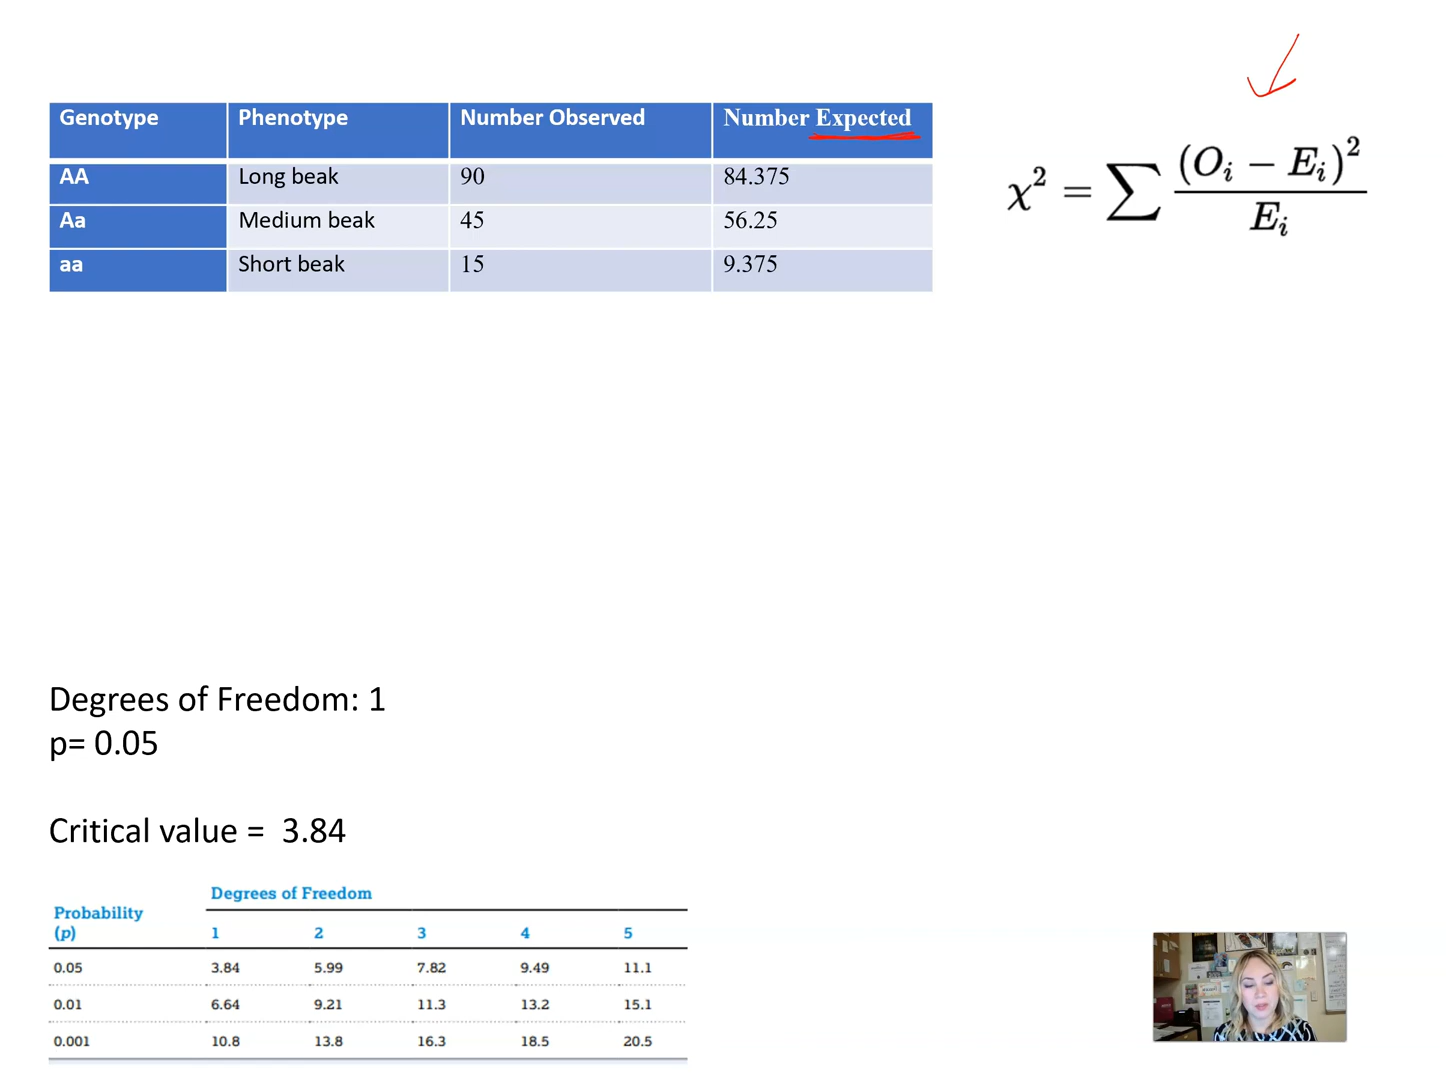 Genotype Phenotype Number Observed Number Expected
AA Long beak 90 84.375
Aa Medium beak 45 56.25
aa Short beak 15 9.375
χ² = ∑ (Oᵢ − Eᵢ)² / Eᵢ
Degrees of Freedom: 1
p= 0.05
Critical value = 3.84
Degrees of Freedom
Probability
(p) 1 2 3 4 5
0.05 3.84 5.99 7.82 9.49 11.1
0.01 6.64 9.21 11.3 13.2 15.1
0.001 10.8 13.8 16.3 18.5 20.5